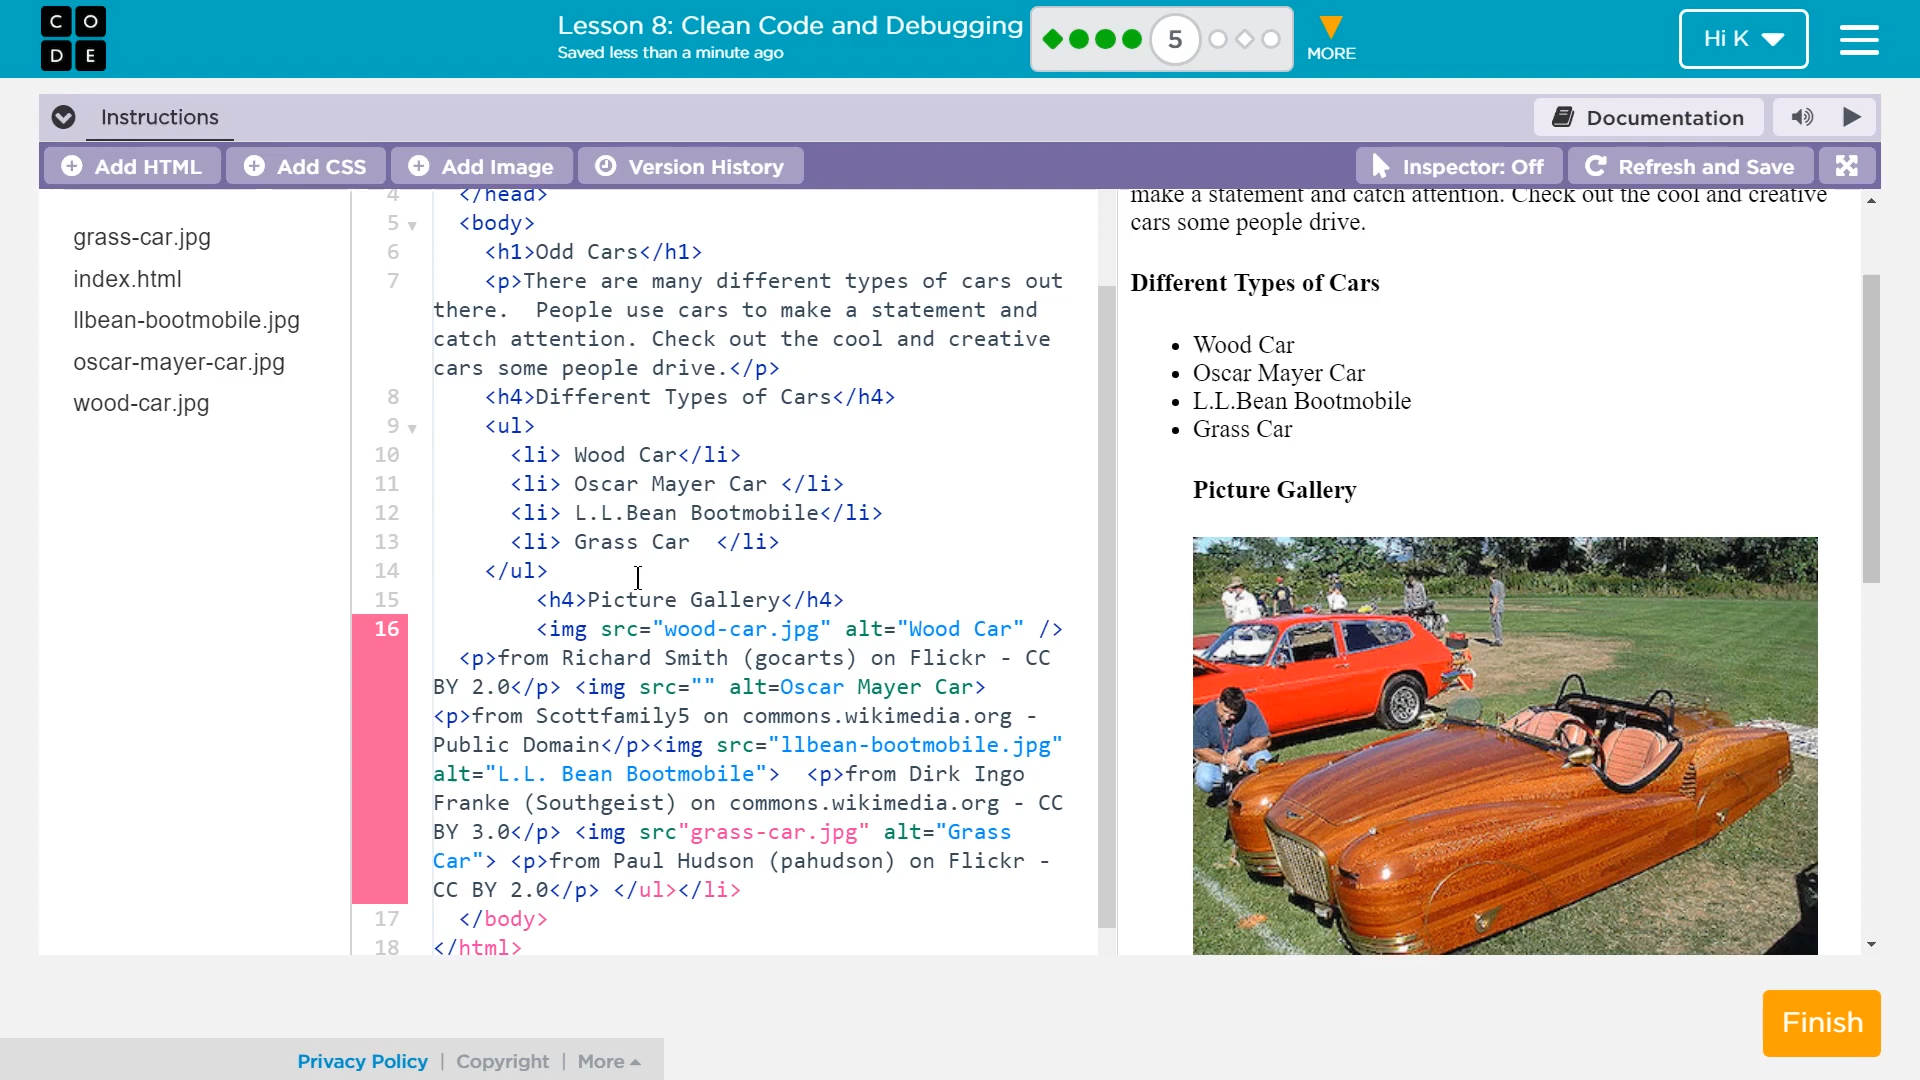 CODE
Lesson 8: Clean Code and Debugging
Saved less than a minute ago
5
MORE
Hi K
Instructions
Documentation
Add HTML
Add CSS
Add Image
Version History
Inspector: Off
Refresh and Save
grass-car.jpg
index.html
llbean-bootmobile.jpg
oscar-mayer-car.jpg
wood-car.jpg
4 </head>
5 <body>
6 <h1>Odd Cars</h1>
7 <p>There are many different types of cars out
there.  People use cars to make a statement and
catch attention. Check out the cool and creative
cars some people drive.</p>
8 <h4>Different Types of Cars</h4>
9 <ul>
10 <li> Wood Car</li>
11 <li> Oscar Mayer Car </li>
12 <li> L.L.Bean Bootmobile</li>
13 <li> Grass Car  </li>
14 </ul>
15 <h4>Picture Gallery</h4>
16 <img src="wood-car.jpg" alt="Wood Car" />
<p>from Richard Smith (gocarts) on Flickr - CC
BY 2.0</p> <img src="" alt=Oscar Mayer Car>
<p>from Scottfamily5 on commons.wikimedia.org -
Public Domain</p><img src="llbean-bootmobile.jpg"
alt="L.L. Bean Bootmobile">  <p>from Dirk Ingo
Franke (Southgeist) on commons.wikimedia.org - CC
BY 3.0</p> <img src"grass-car.jpg" alt="Grass
Car"> <p>from Paul Hudson (pahudson) on Flickr -
CC BY 2.0</p> </ul></li>
17 </body>
18 </html>
make a statement and catch attention. Check out the cool and creative
cars some people drive.
Different Types of Cars
• Wood Car
• Oscar Mayer Car
• L.L.Bean Bootmobile
• Grass Car
Picture Gallery
Finish
Privacy Policy | Copyright | More